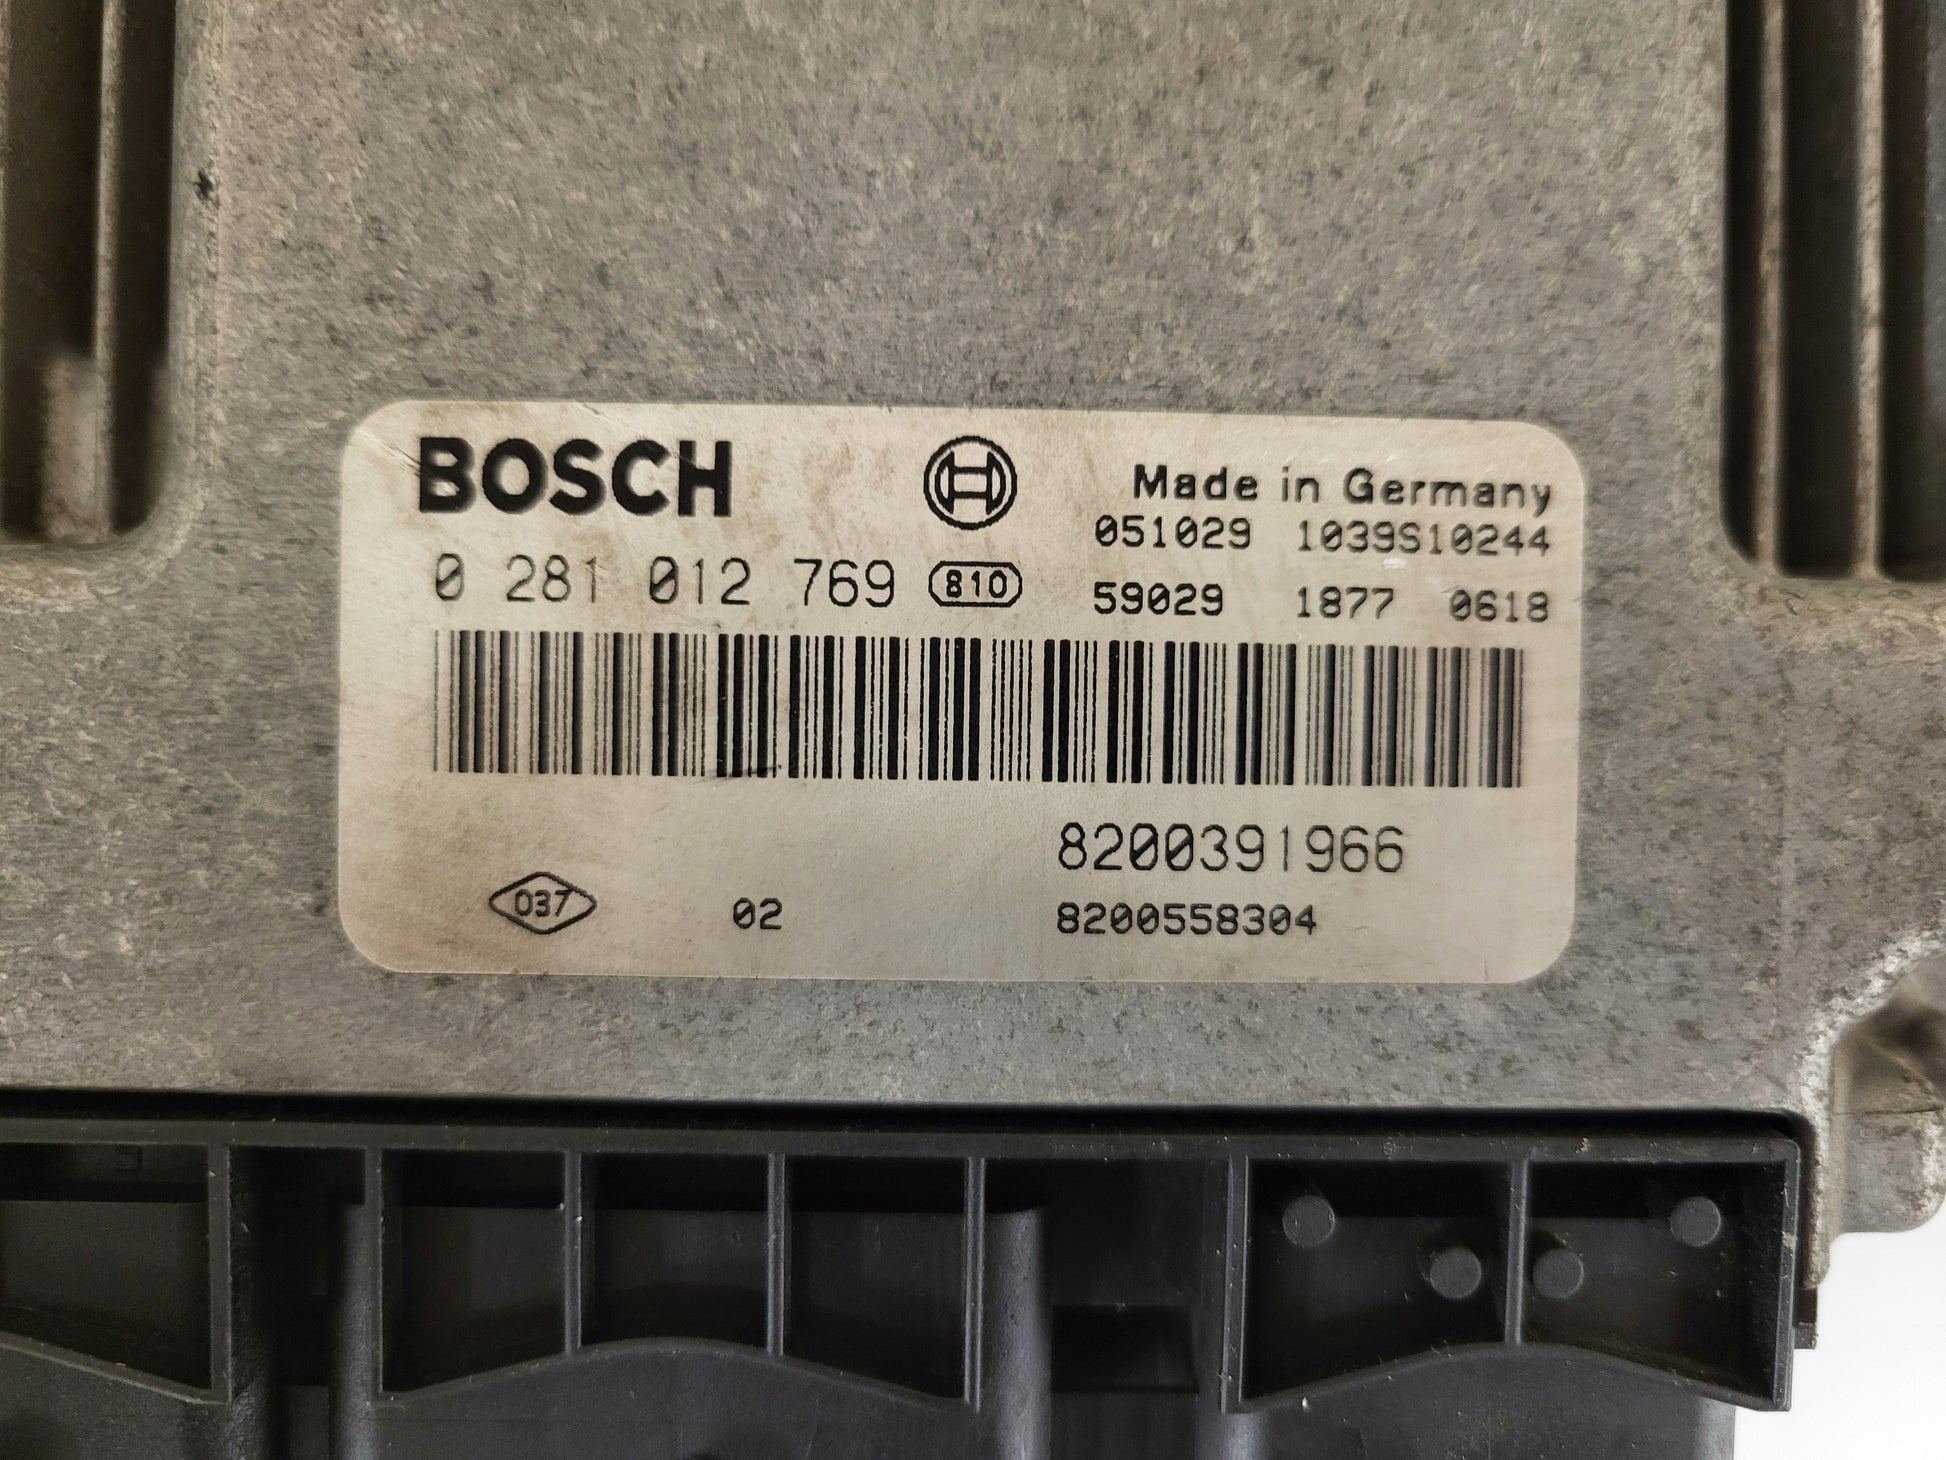 BOSCH
Made in Germany
051029 1039S10244
0 281 012 769 810
59029 1877 0618
8200391966
037 02 8200558304